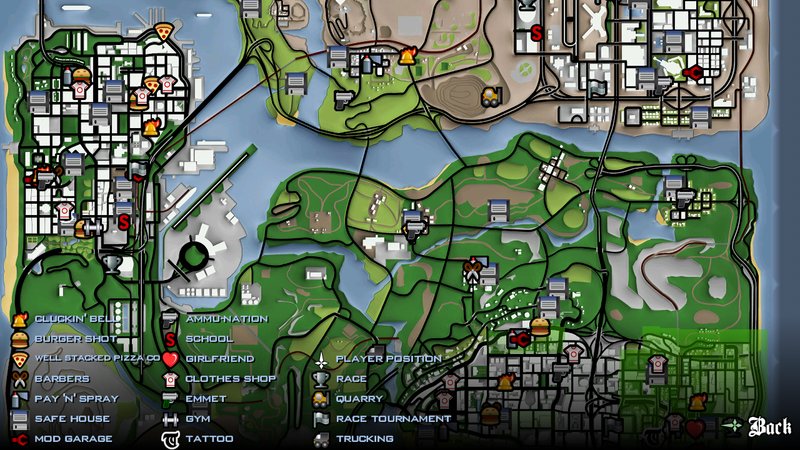 CLUCKIN' BELL
BURGER SHOT
WELL STACKED PIZZA CO
BARBERS
PAY 'N' SPRAY
SAFE HOUSE
MOD GARAGE
AMMU-NATION
S SCHOOL
GIRLFRIEND
CLOTHES SHOP
EMMET
GYM
TATTOO
PLAYER POSITION
RACE
QUARRY
RACE TOURNAMENT
TRUCKING
Back